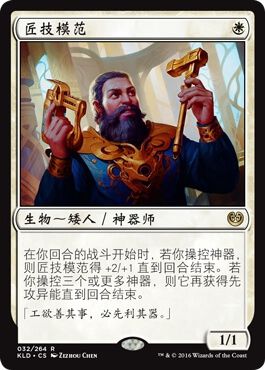 匠技模范
生物～矮人／神器师
在你回合的战斗开始时，若你操控神器，
则匠技模范得+2/+1直到回合结束。若
你操控三个或更多神器，则它再获得先
攻异能直到回合结束。
「工欲善其事，必先利其器。」
1/1
032/264 R
KLD • CS ZIZHOU CHEN
™ & © 2016 Wizards of the Coast